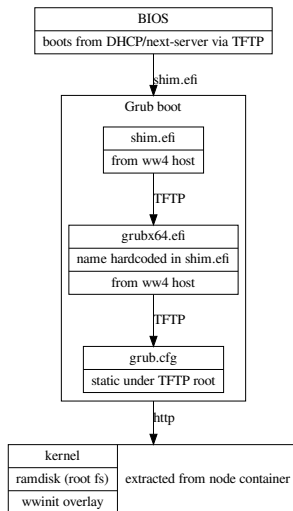 BIOS
boots from DHCP/next-server via TFTP
shim.efi
Grub boot
shim.efi
from ww4 host
TFTP
grubx64.efi
name hardcoded in shim.efi
from ww4 host
TFTP
grub.cfg
static under TFTP root
http
kernel
ramdisk (root fs)
wwinit overlay
extracted from node container